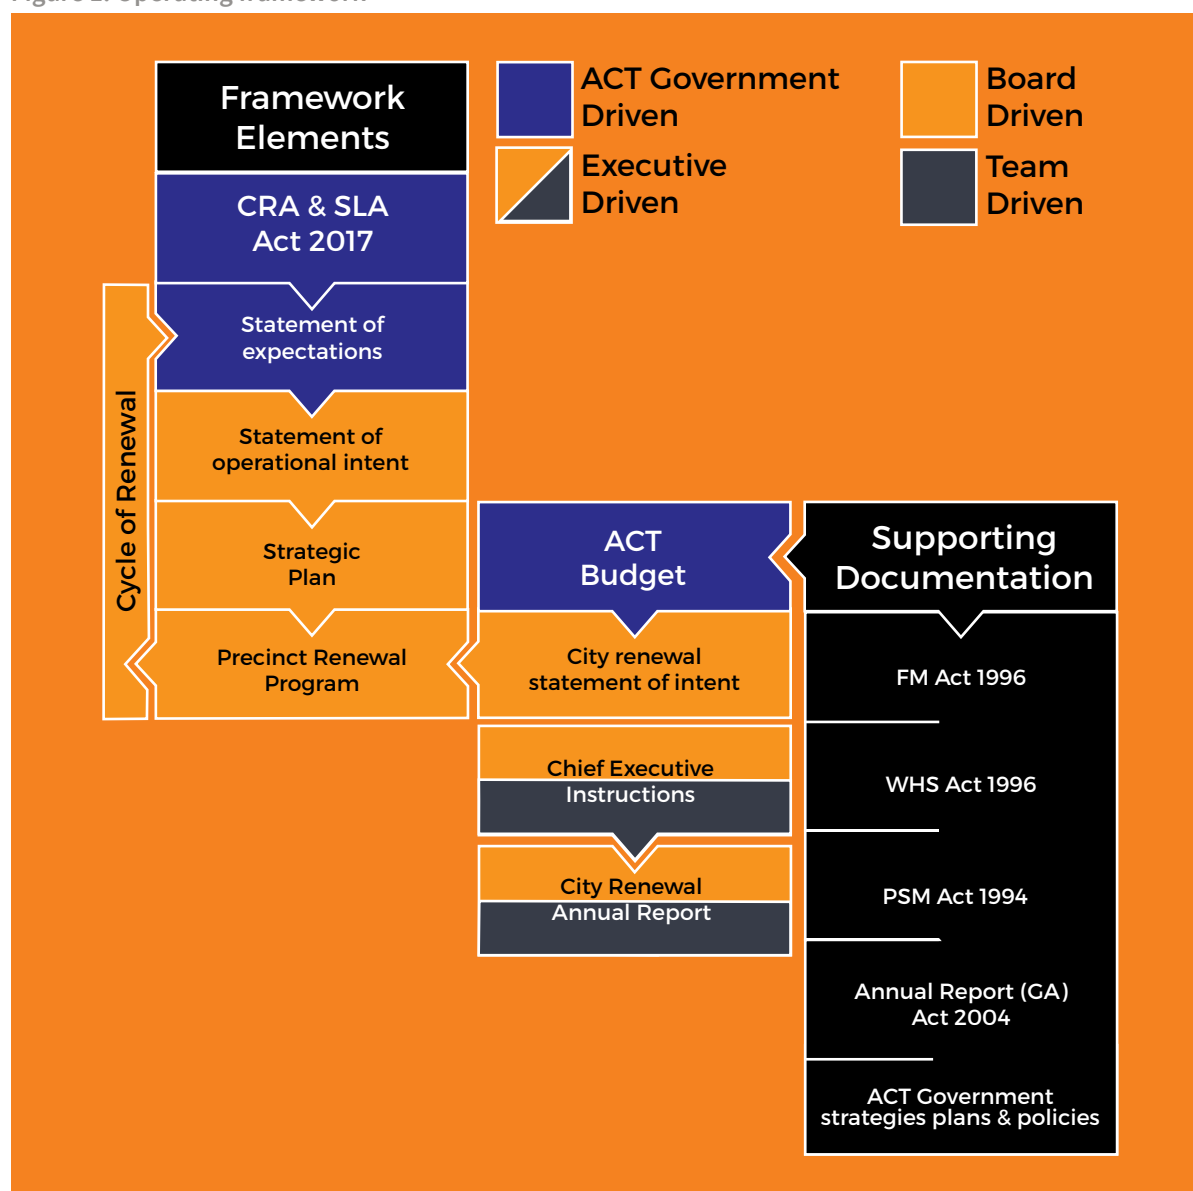 Framework
Elements
ACT Government
Driven
Board
Driven
Executive
Driven
Team
Driven
CRA & SLA
Act 2017
Statement of
expectations
Cycle of Renewal
Statement of
operational intent
Strategic
Plan
Precinct Renewal
Program
ACT
Budget
City renewal
statement of intent
Chief Executive
Instructions
City Renewal
Annual Report
Supporting
Documentation
FM Act 1996
WHS Act 1996
PSM Act 1994
Annual Report (GA)
Act 2004
ACT Government
strategies plans & policies